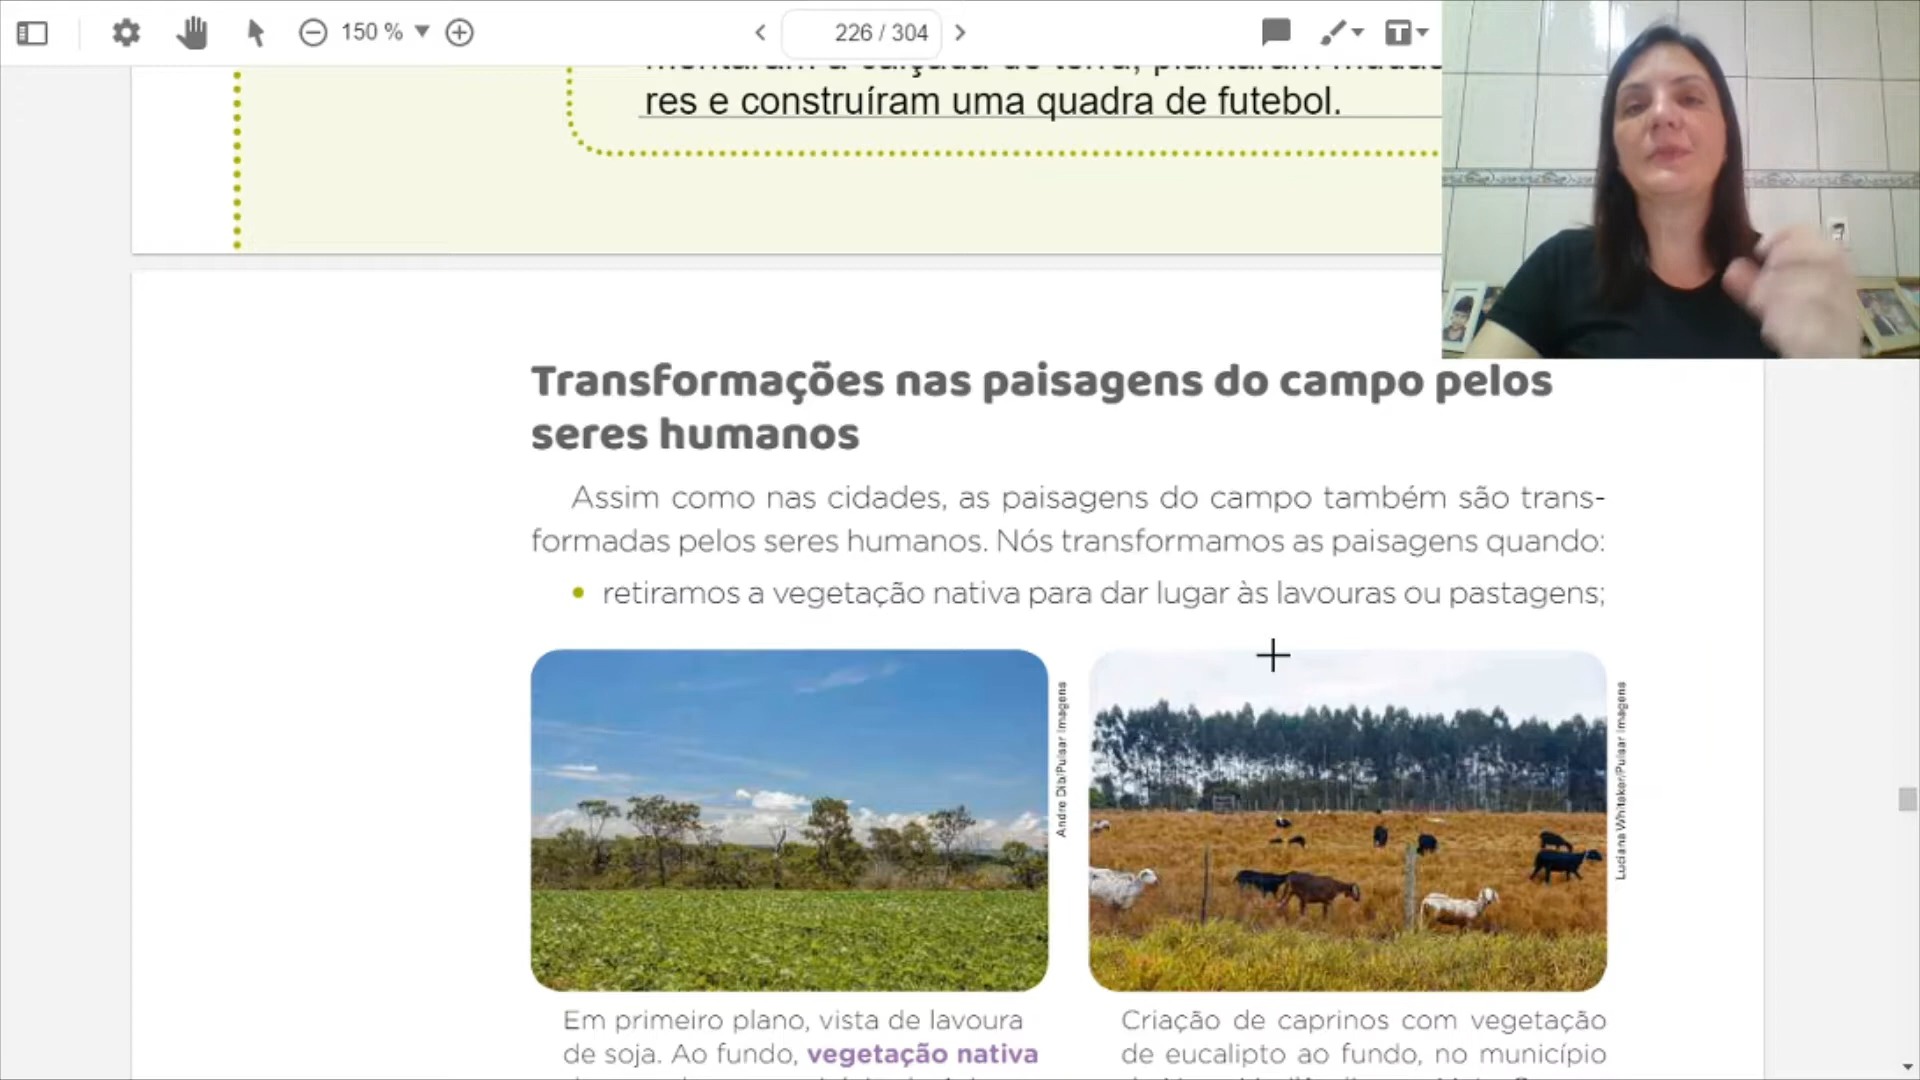 150 %
226 / 304
res e construíram uma quadra de futebol.
Transformações nas paisagens do campo pelos
seres humanos
Assim como nas cidades, as paisagens do campo também são trans-
formadas pelos seres humanos. Nós transformamos as paisagens quando:
• retiramos a vegetação nativa para dar lugar às lavouras ou pastagens;
Andre Dib/Pulsar Imagens
Luciana Whitaker/Pulsar Imagens
Em primeiro plano, vista de lavoura
de soja. Ao fundo, vegetação nativa
Criação de caprinos com vegetação
de eucalipto ao fundo, no município